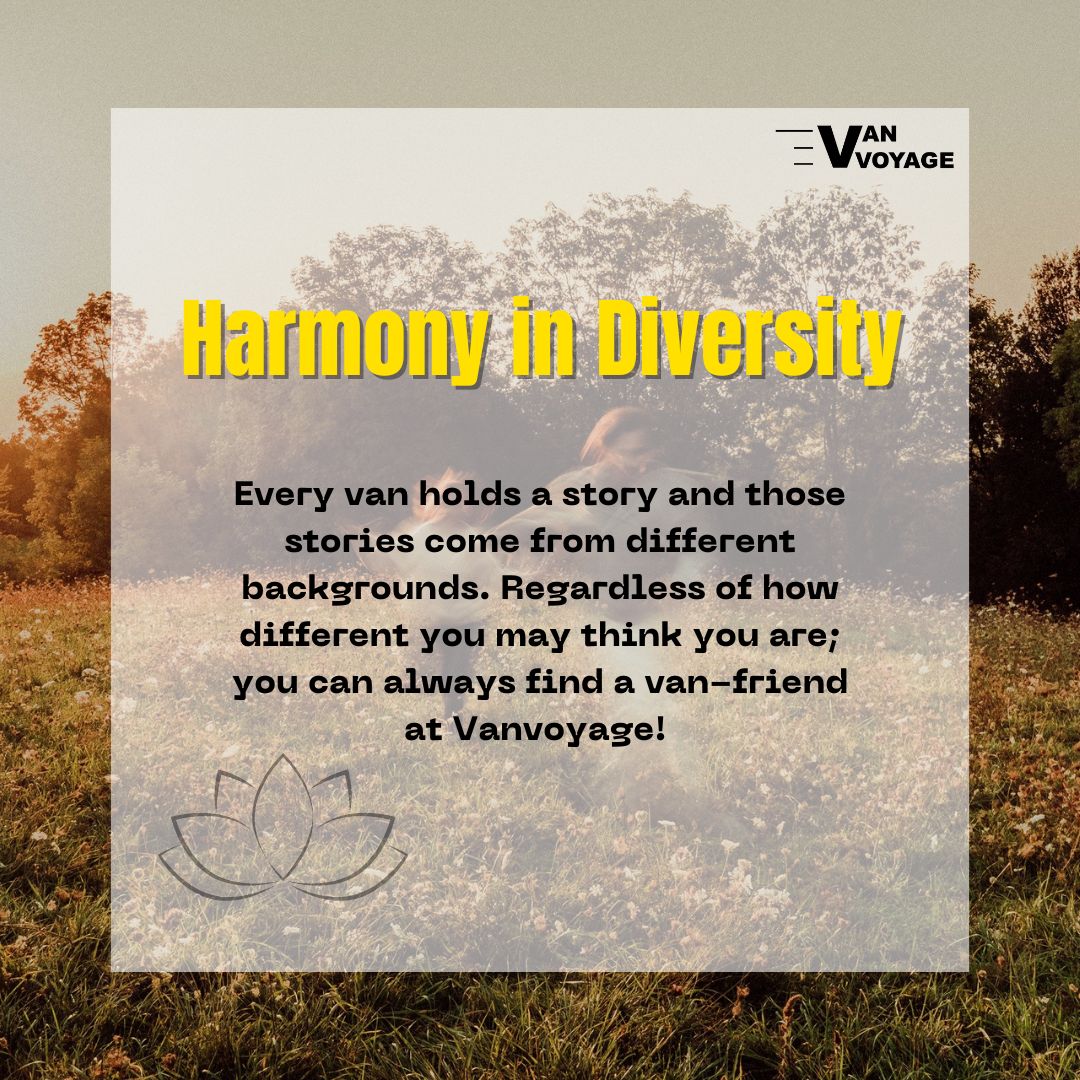 VAN
VOYAGE
Harmony in Diversity
Every van holds a story and those
stories come from different
backgrounds. Regardless of how
different you may think you are;
you can always find a van-friend
at Vanvoyage!